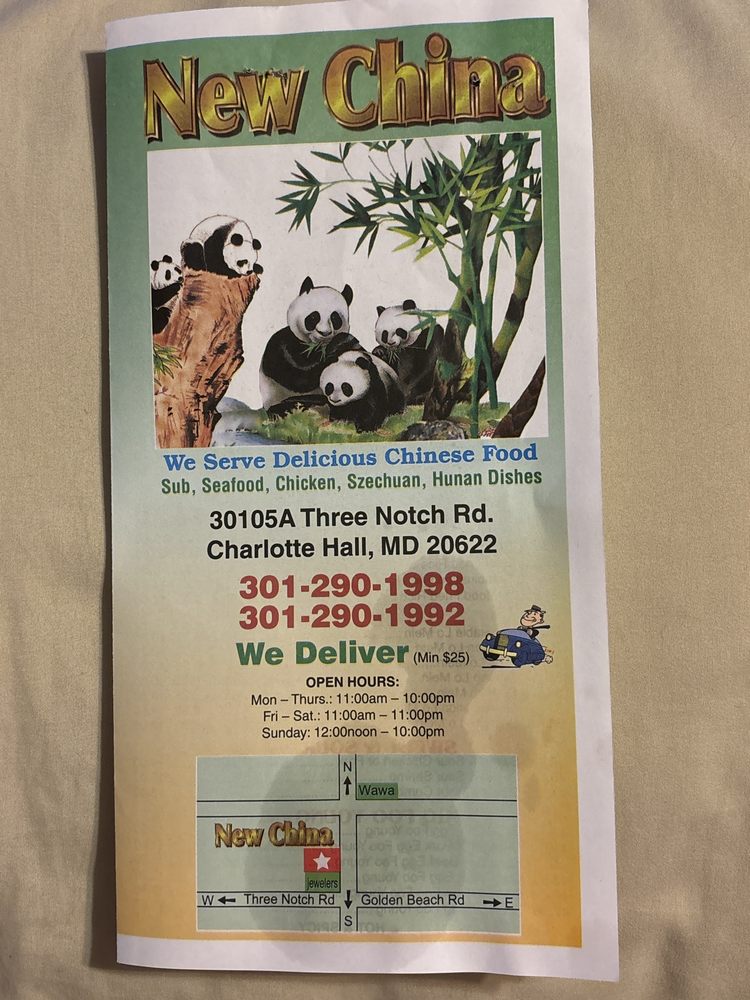 New China
We Serve Delicious Chinese Food
Sub, Seafood, Chicken, Szechuan, Hunan Dishes
30105A Three Notch Rd.
Charlotte Hall, MD 20622
301-290-1998
301-290-1992
We Deliver (Min $25)
OPEN HOURS:
Mon – Thurs.: 11:00am – 10:00pm
Fri – Sat.: 11:00am – 11:00pm
Sunday: 12:00noon – 10:00pm
N
Wawa
New China
jewelers
W Three Notch Rd Golden Beach Rd E
S